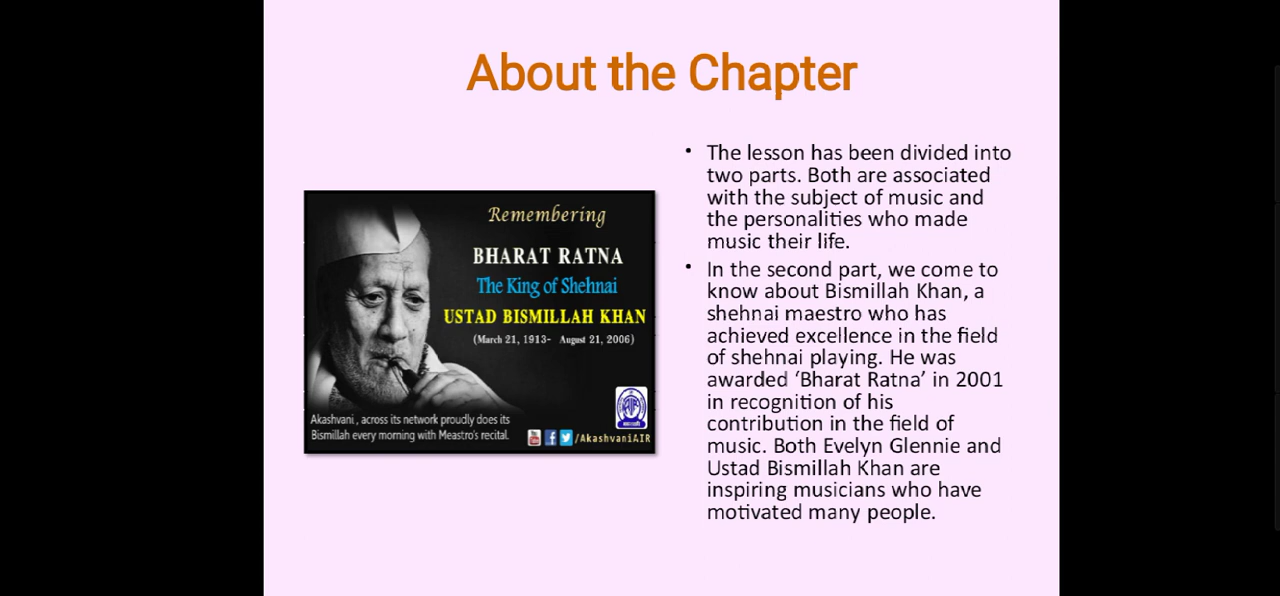 About the Chapter
Remembering
BHARAT RATNA
The King of Shehnai
USTAD BISMILLAH KHAN
(March 21, 1913- August 21, 2006)
Akashvani, across its network proudly does its
Bismillah every morning with Meastro's recital.
/AkashvaniAIR
• The lesson has been divided into
two parts. Both are associated
with the subject of music and
the personalities who made
music their life.
• In the second part, we come to
know about Bismillah Khan, a
shehnai maestro who has
achieved excellence in the field
of shehnai playing. He was
awarded ‘Bharat Ratna’ in 2001
in recognition of his
contribution in the field of
music. Both Evelyn Glennie and
Ustad Bismillah Khan are
inspiring musicians who have
motivated many people.